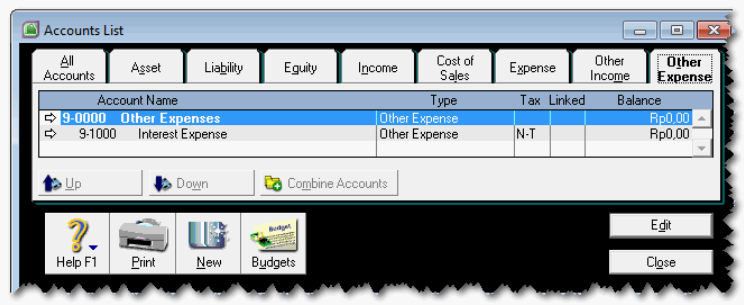 Accounts List
All Accounts
Asset
Liability
Equity
Income
Cost of Sales
Expense
Other Income
Other Expense
Account Name Type Tax Linked Balance
9-0000 Other Expenses Other Expense Rp0,00
9-1000 Interest Expense Other Expense N-T Rp0,00
Up Down Combine Accounts
Budget
Help F1 Print New Budgets
Edit
Close